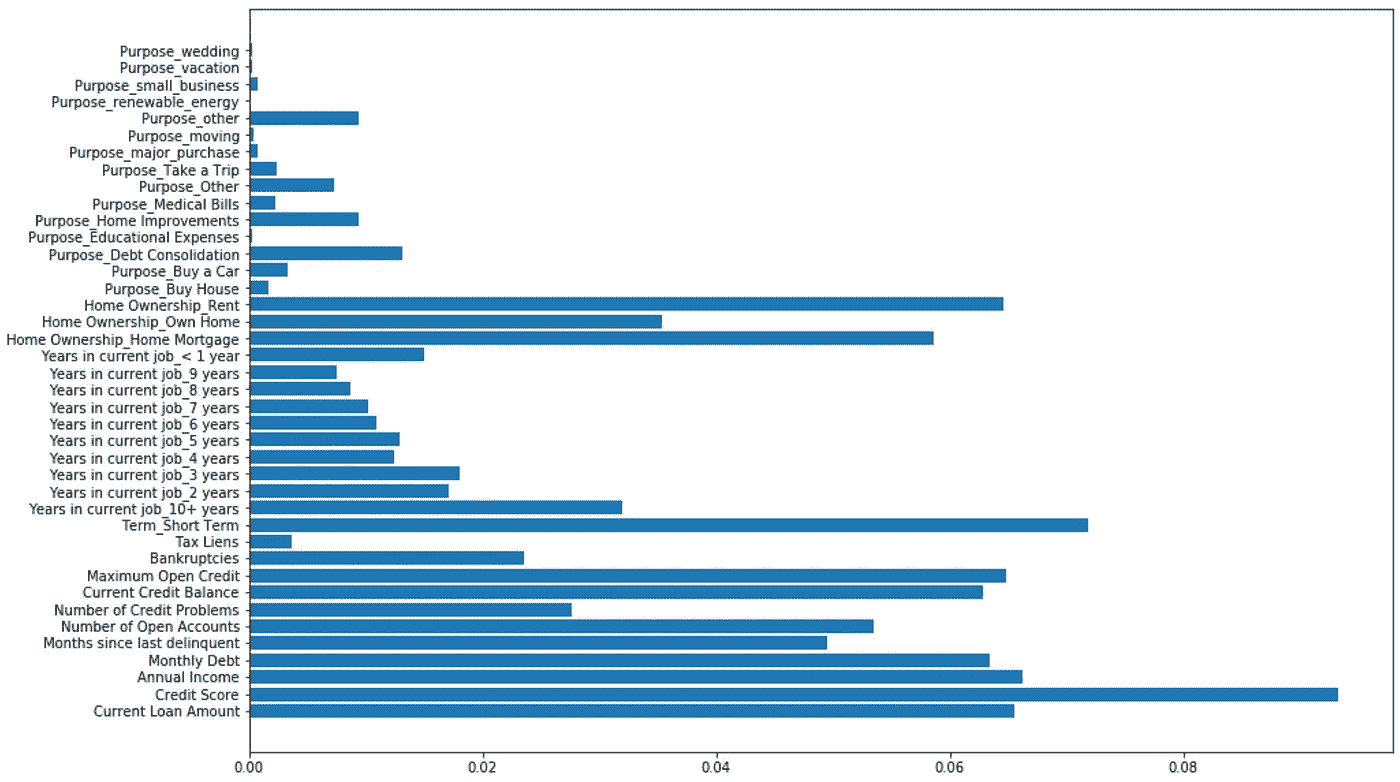 Purpose_wedding
Purpose_vacation
Purpose_small_business
Purpose_renewable_energy
Purpose_other
Purpose_moving
Purpose_major_purchase
Purpose_Take a Trip
Purpose_Other
Purpose_Medical Bills
Purpose_Home Improvements
Purpose_Educational Expenses
Purpose_Debt Consolidation
Purpose_Buy a Car
Purpose_Buy House
Home Ownership_Rent
Home Ownership_Own Home
Home Ownership_Home Mortgage
Years in current job_< 1 year
Years in current job_9 years
Years in current job_8 years
Years in current job_7 years
Years in current job_6 years
Years in current job_5 years
Years in current job_4 years
Years in current job_3 years
Years in current job_2 years
Years in current job_10+ years
Term_Short Term
Tax Liens
Bankruptcies
Maximum Open Credit
Current Credit Balance
Number of Credit Problems
Number of Open Accounts
Months since last delinquent
Monthly Debt
Annual Income
Credit Score
Current Loan Amount
0.00 0.02 0.04 0.06 0.08